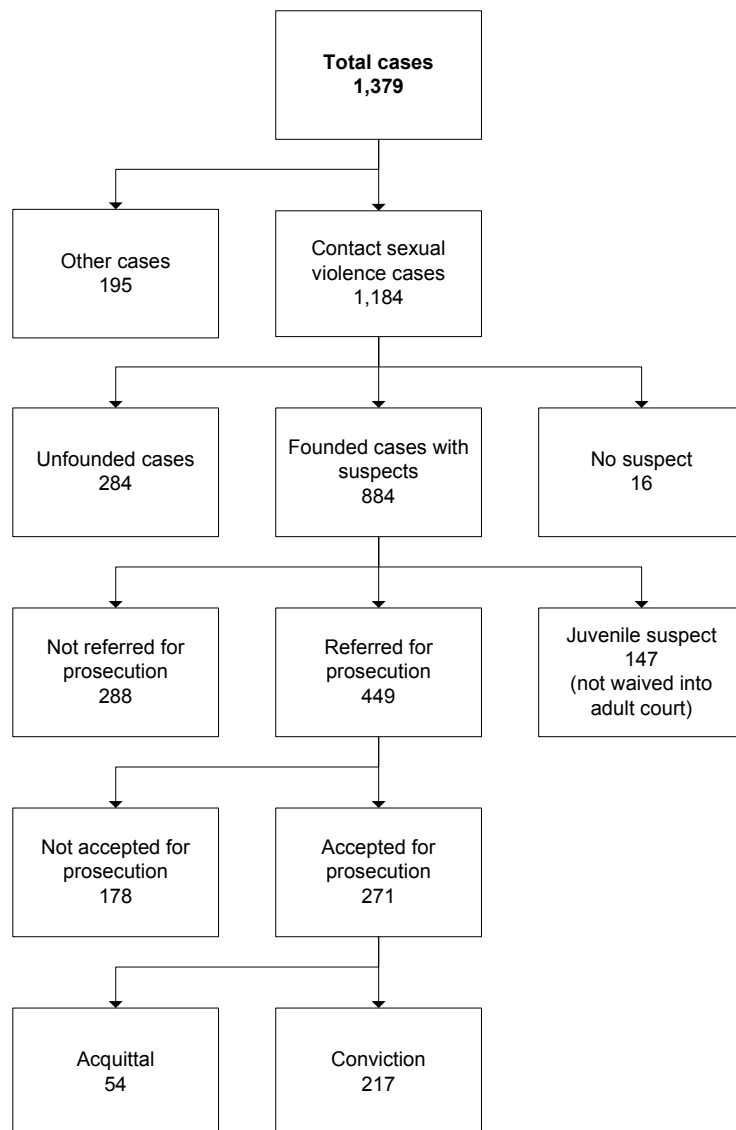 Total cases
1,379
Other cases
195
Contact sexual
violence cases
1,184
Unfounded cases
284
Founded cases with
suspects
884
No suspect
16
Not referred for
prosecution
288
Referred for
prosecution
449
Juvenile suspect
147
(not waived into
adult court)
Not accepted for
prosecution
178
Accepted for
prosecution
271
Acquittal
54
Conviction
217